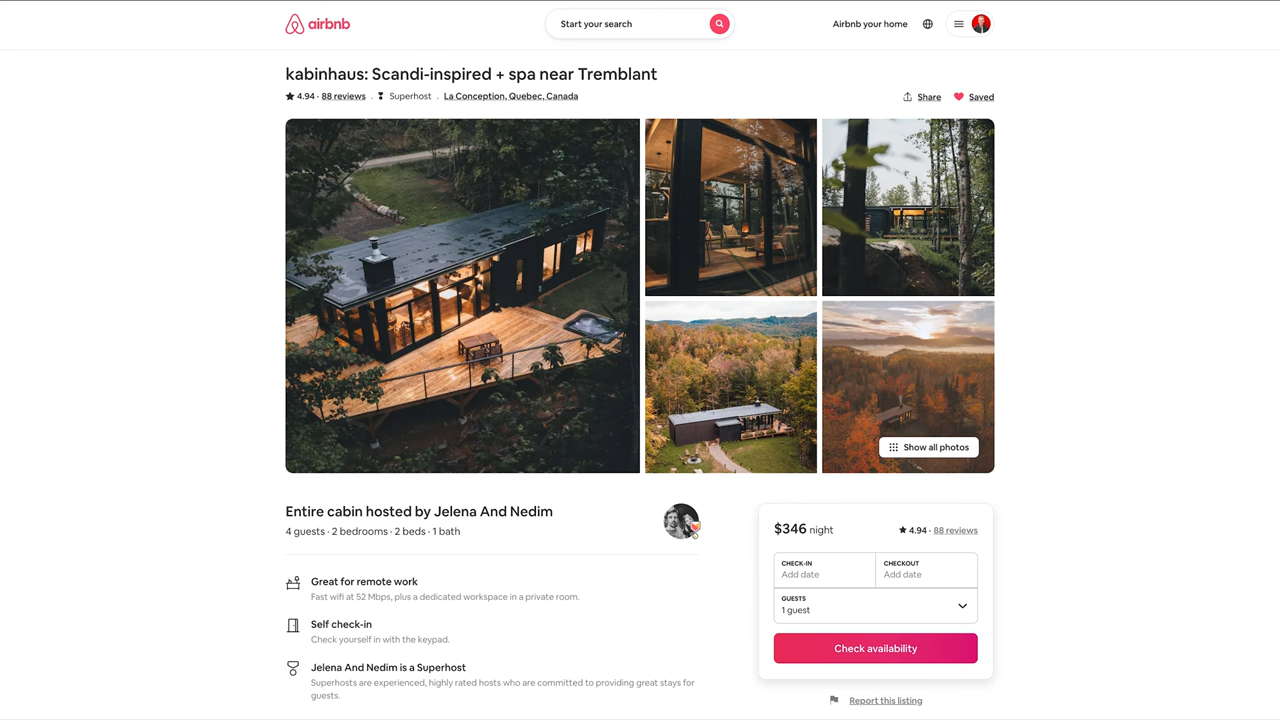 airbnb
Start your search
Airbnb your home
kabinhaus: Scandi-inspired + spa near Tremblant
4.94 · 88 reviews . Superhost . La Conception, Quebec, Canada
Share Saved
Show all photos
Entire cabin hosted by Jelena And Nedim
4 guests · 2 bedrooms · 2 beds · 1 bath
Great for remote work
Fast wifi at 52 Mbps, plus a dedicated workspace in a private room.
Self check-in
Check yourself in with the keypad.
Jelena And Nedim is a Superhost
Superhosts are experienced, highly rated hosts who are committed to providing great stays for
guests.
$346 night
4.94 · 88 reviews
CHECK-IN
Add date
CHECKOUT
Add date
GUESTS
1 guest
Check availability
Report this listing